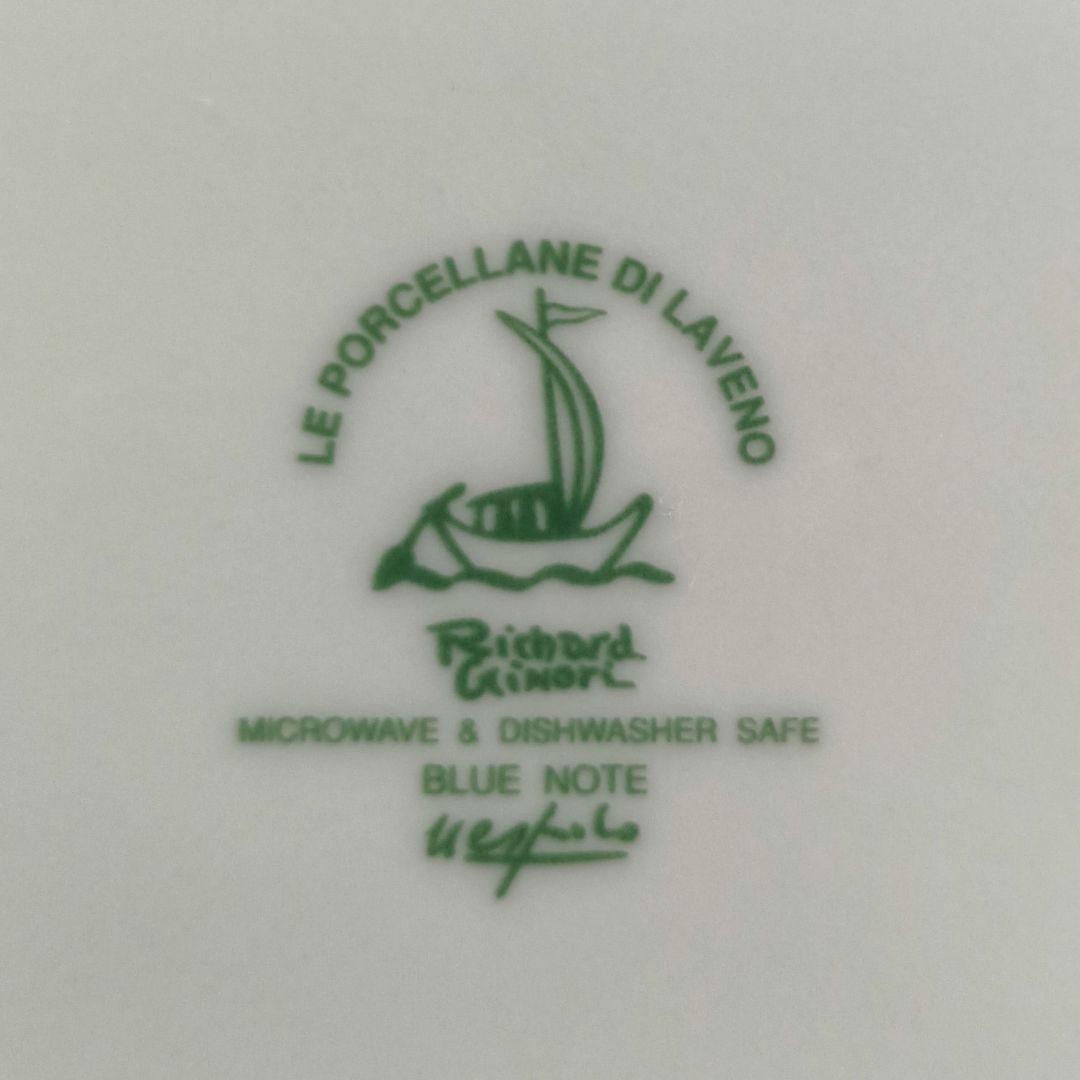 LE PORCELLANE DI LAVENO
Richard
Ginori
MICROWAVE & DISHWASHER SAFE
BLUE NOTE